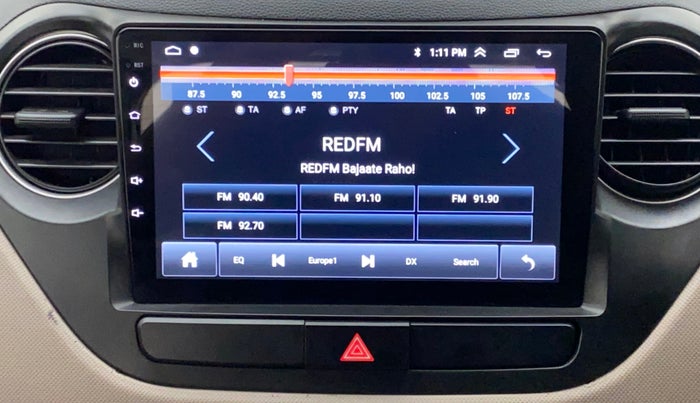 MIC
1:11 PM
RST
87.5 90 92.5 95 97.5 100 102.5 105 107.5
ST TA AF PTY TA TP ST
REDFM
REDFM Bajaate Raho!
FM 90.40 FM 91.10 FM 91.90
FM 92.70
EQ Europe1 DX Search